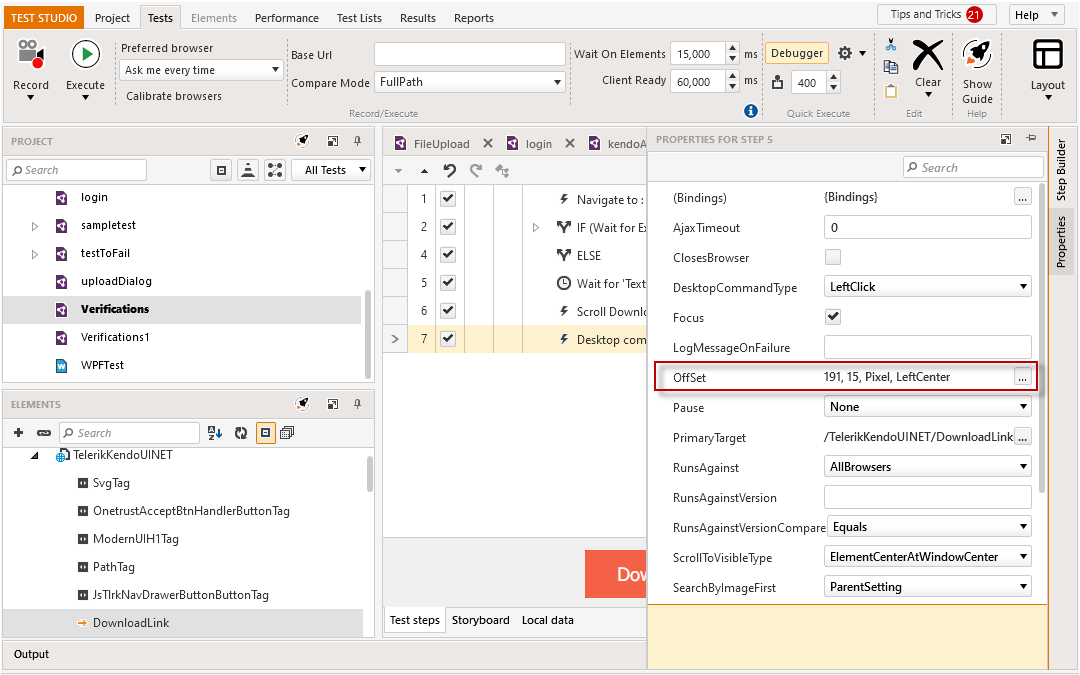 TEST STUDIO Project Tests Elements Performance Test Lists Results Reports Tips and Tricks 21 Help
Record
Execute
Preferred browser
Ask me every time
Calibrate browsers
Base Url
Compare Mode FullPath
Wait On Elements 15,000 ms
Client Ready 60,000 ms
Record/Execute
Debugger
400
Quick Execute
Clear
Edit
Show
Guide
Help
Layout
PROJECT
Search
All Tests
login
sampletest
testToFail
uploadDialog
Verifications
Verifications1
WPFTest
ELEMENTS
Search
TelerikKendoUINET
SvgTag
OnetrustAcceptBtnHandlerButtonTag
ModernUIH1Tag
PathTag
JsTlrkNavDrawerButtonButtonTag
DownloadLink
FileUpload login kendoA
1 Navigate to :
2 IF (Wait for Ex
4 ELSE
5 Wait for 'Text
6 Scroll Downlo
7 Desktop com
Dow
Test steps Storyboard Local data
PROPERTIES FOR STEP 5
Search
(Bindings) {Bindings} ...
AjaxTimeout 0
ClosesBrowser
DesktopCommandType LeftClick
Focus
LogMessageOnFailure
OffSet 191, 15, Pixel, LeftCenter ...
Pause None
PrimaryTarget /TelerikKendoUINET/DownloadLink ...
RunsAgainst AllBrowsers
RunsAgainstVersion
RunsAgainstVersionCompare Equals
ScrollToVisibleType ElementCenterAtWindowCenter
SearchByImageFirst ParentSetting
Step Builder
Properties
Output